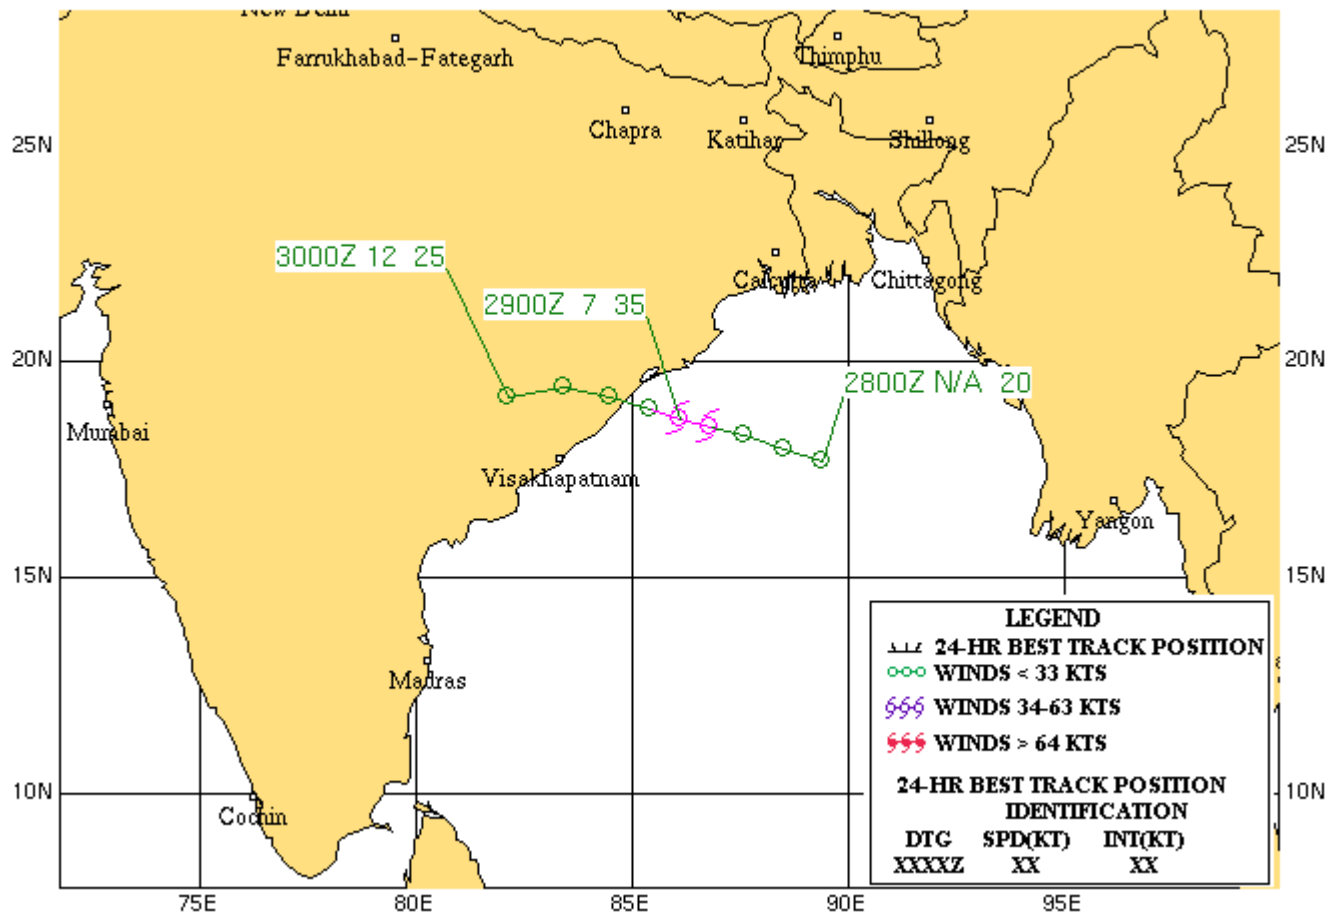 New Delhi
Farrukhabad-Fategarh
Thimphu
Chapra
Katihar
Shillong
25N
25N
3000Z 12 25
Calcutta
Chittagong
2900Z 7 35
20N
20N
2800Z N/A 20
Mumbai
Visakhapatnam
Yangon
15N
15N
LEGEND
24-HR BEST TRACK POSITION
WINDS < 33 KTS
WINDS 34-63 KTS
WINDS > 64 KTS
24-HR BEST TRACK POSITION
IDENTIFICATION
DTG SPD(KT) INT(KT)
XXXXZ XX XX
Madras
10N
10N
Cochin
75E
80E
85E
90E
95E